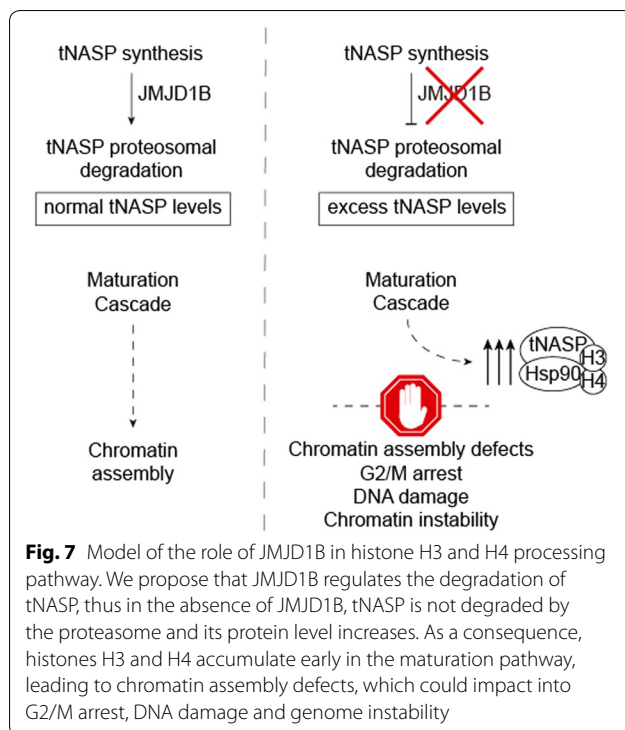 tNASP synthesis
JMJD1B
tNASP proteosomal
degradation
normal tNASP levels
Maturation
Cascade
Chromatin
assembly
tNASP synthesis
JMJD1B
tNASP proteosomal
degradation
excess tNASP levels
Maturation
Cascade
tNASP
H3
Hsp90
H4
Chromatin assembly defects
G2/M arrest
DNA damage
Chromatin instability
Fig. 7 Model of the role of JMJD1B in histone H3 and H4 processing
pathway. We propose that JMJD1B regulates the degradation of
tNASP, thus in the absence of JMJD1B, tNASP is not degraded by
the proteasome and its protein level increases. As a consequence,
histones H3 and H4 accumulate early in the maturation pathway,
leading to chromatin assembly defects, which could impact into
G2/M arrest, DNA damage and genome instability